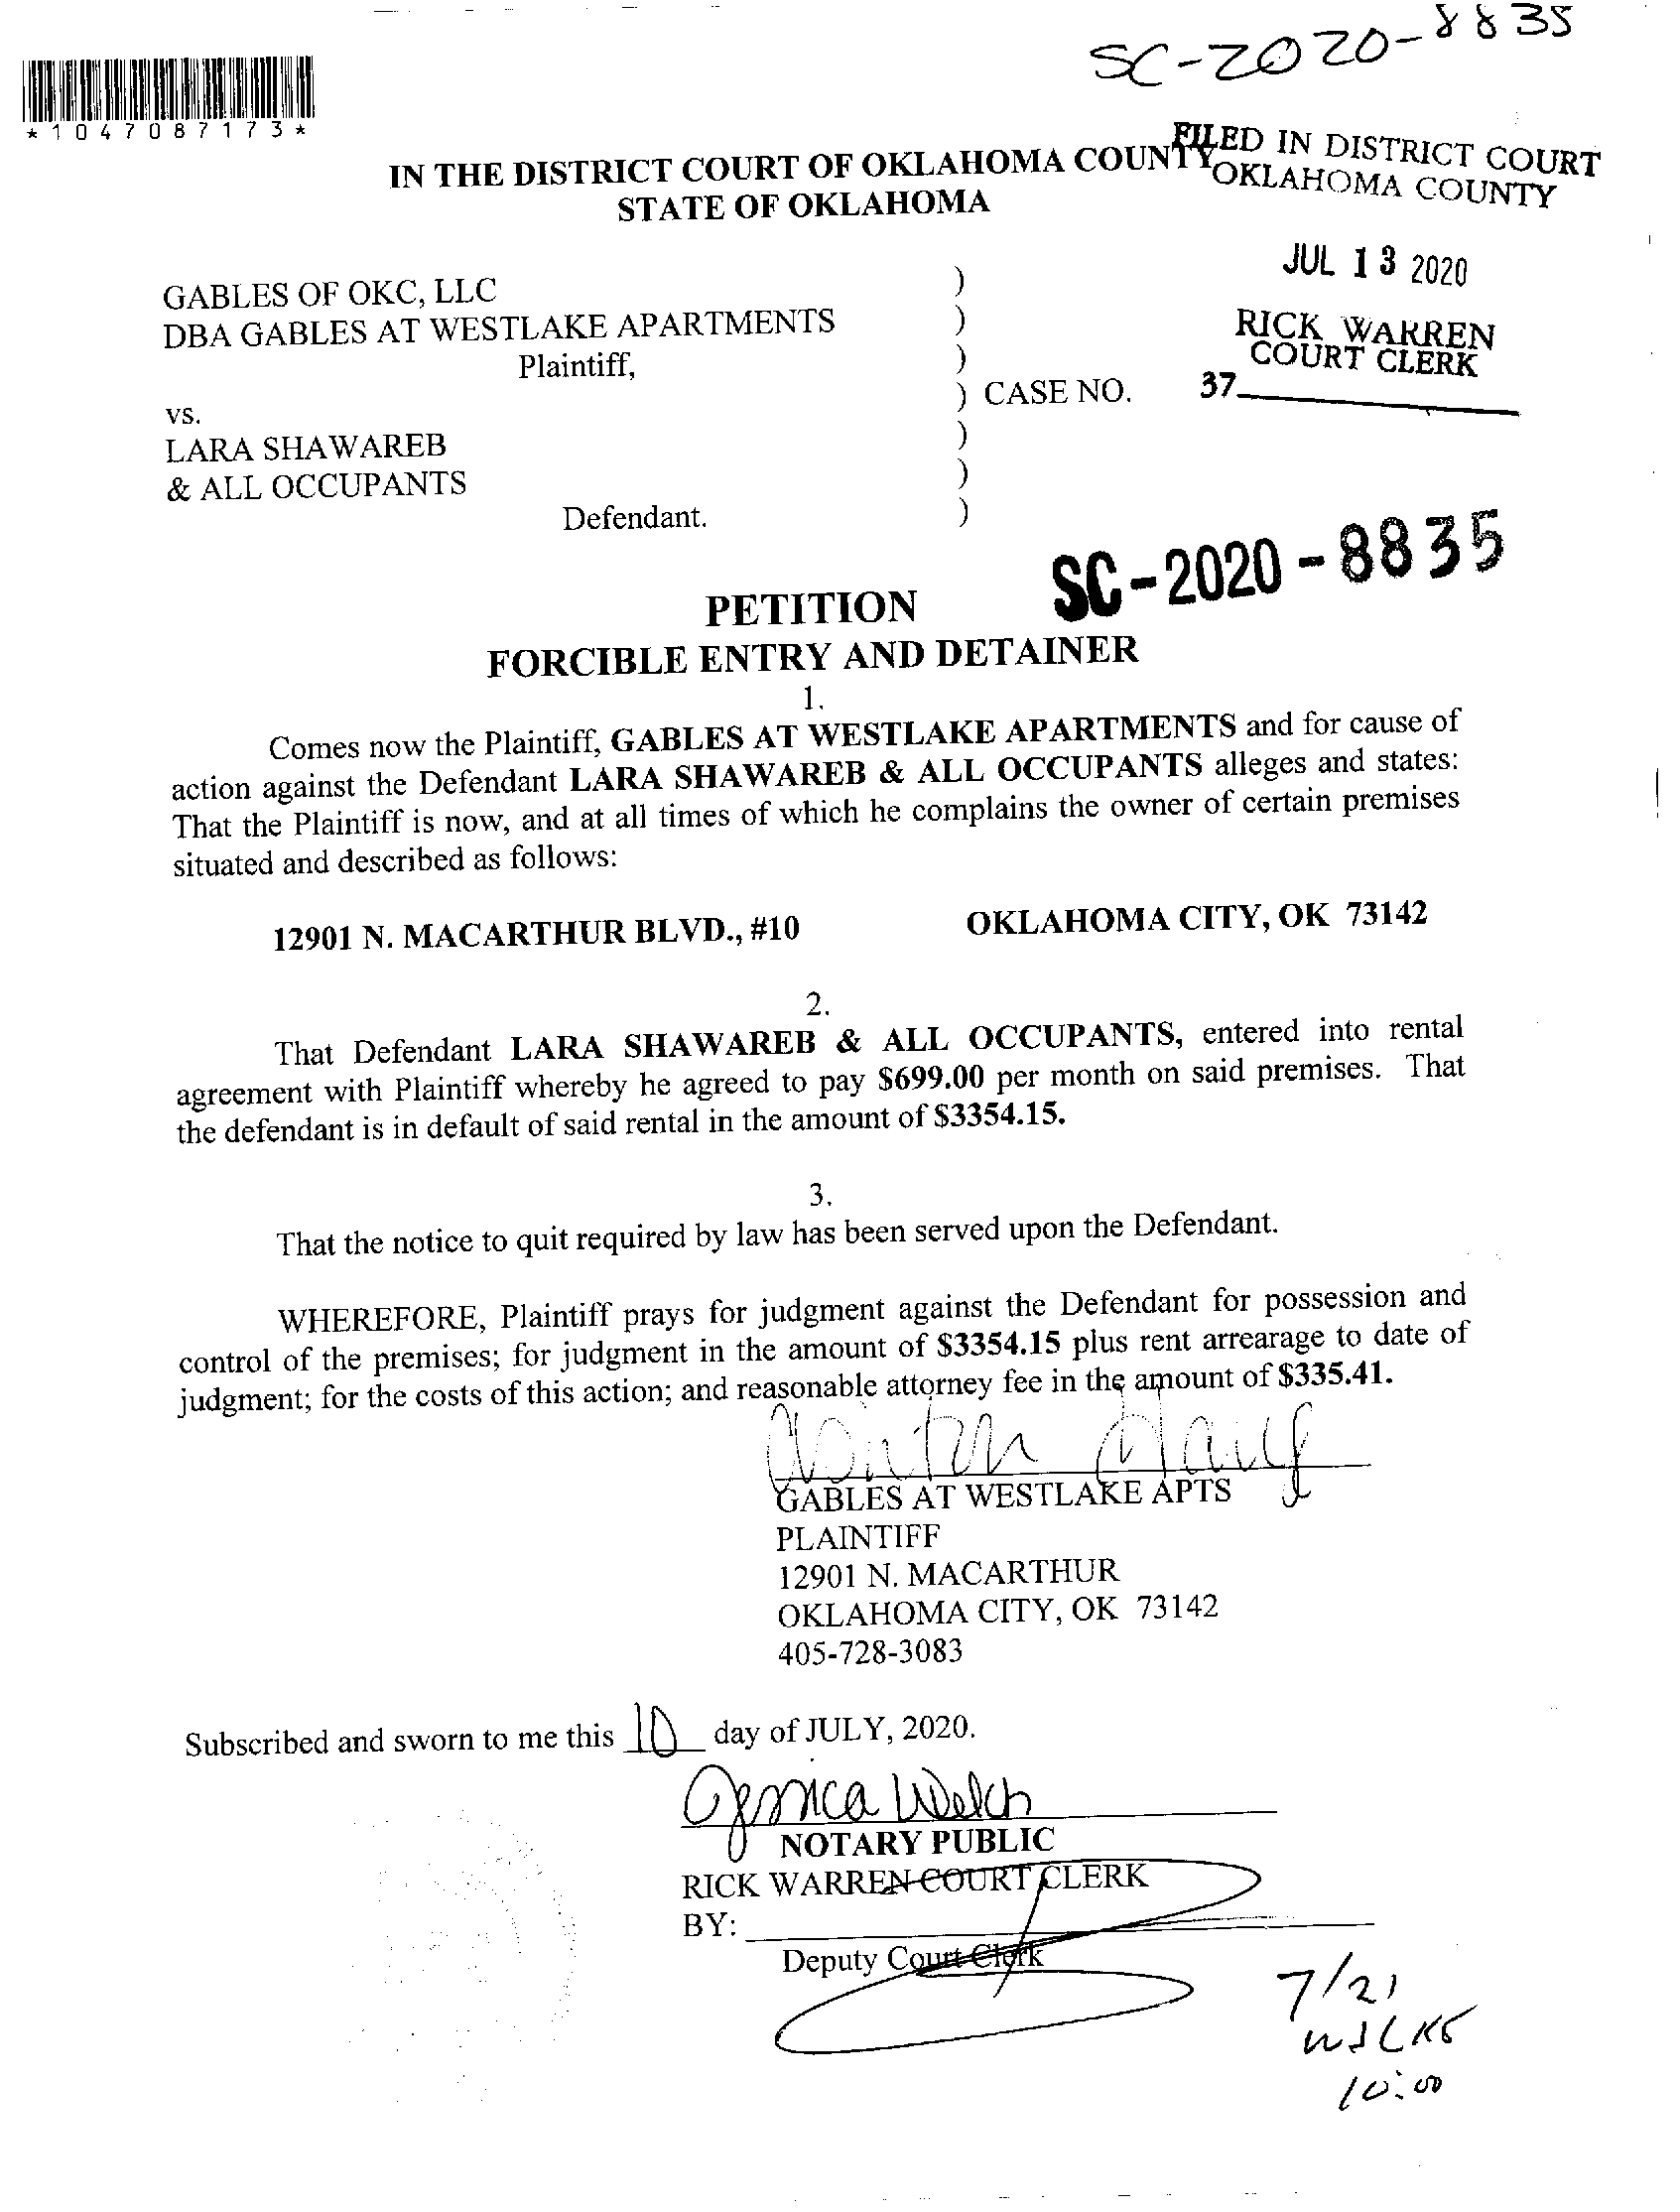 SC-2020-8835
*1047087173*
FILED IN DISTRICT COURT
OKLAHOMA COUNTY
IN THE DISTRICT COURT OF OKLAHOMA COUNTY
STATE OF OKLAHOMA
JUL 13 2020
GABLES OF OKC, LLC )
DBA GABLES AT WESTLAKE APARTMENTS )
RICK WARREN
COURT CLERK
Plaintiff, )
) CASE NO. 37
vs.
LARA SHAWAREB )
& ALL OCCUPANTS )
Defendant. )
SC-2020-8835
PETITION
FORCIBLE ENTRY AND DETAINER
1.
Comes now the Plaintiff, GABLES AT WESTLAKE APARTMENTS and for cause of
action against the Defendant LARA SHAWAREB & ALL OCCUPANTS alleges and states:
That the Plaintiff is now, and at all times of which he complains the owner of certain premises
situated and described as follows:
12901 N. MACARTHUR BLVD., #10 OKLAHOMA CITY, OK 73142
2.
That Defendant LARA SHAWAREB & ALL OCCUPANTS, entered into rental
agreement with Plaintiff whereby he agreed to pay $699.00 per month on said premises. That
the defendant is in default of said rental in the amount of $3354.15.
3.
That the notice to quit required by law has been served upon the Defendant.
WHEREFORE, Plaintiff prays for judgment against the Defendant for possession and
control of the premises; for judgment in the amount of $3354.15 plus rent arrearage to date of
judgment; for the costs of this action; and reasonable attorney fee in the amount of $335.41.
GABLES AT WESTLAKE APTS
PLAINTIFF
12901 N. MACARTHUR
OKLAHOMA CITY, OK 73142
405-728-3083
Subscribed and sworn to me this 10 day of JULY, 2020.
Jessica Welch
NOTARY PUBLIC
RICK WARREN COURT CLERK
BY:
Deputy Court Clerk
7/21
10:00